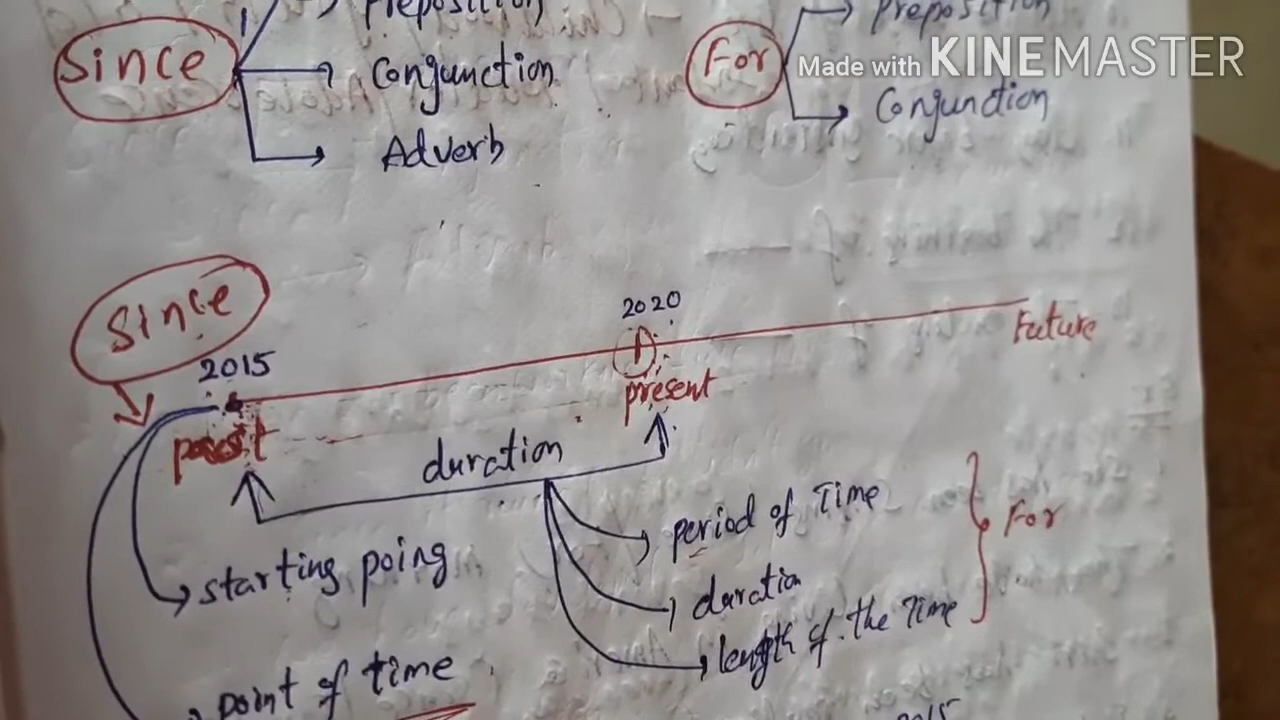 Preposition
Since
Conjunction
Adverb
Preposition
For
Conjunction
Made with KINEMASTER
Since
2015
past
2020
present
Future
duration
starting poing
point of time
period of Time
duration
length of the Time
For
2015